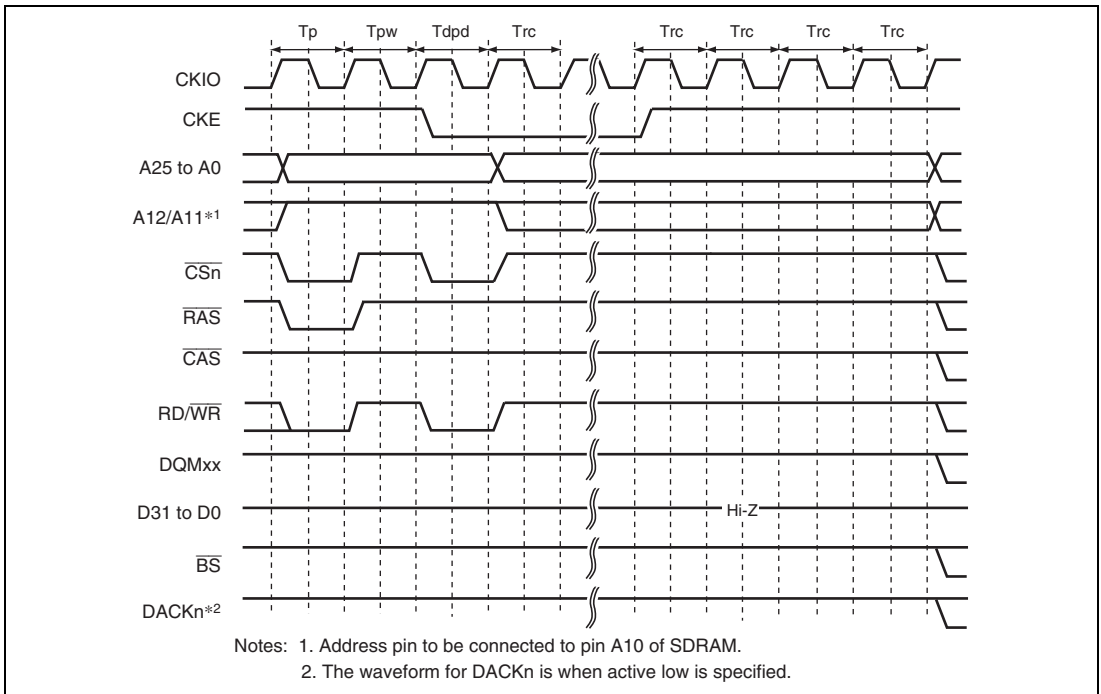 Tp Tpw Tdpd Trc Trc Trc Trc Trc
CKIO
CKE
A25 to A0
A12/A11*1
CSn
RAS
CAS
RD/WR
DQMxx
D31 to D0 Hi-Z
BS
DACKn*2
Notes: 1. Address pin to be connected to pin A10 of SDRAM.
2. The waveform for DACKn is when active low is specified.